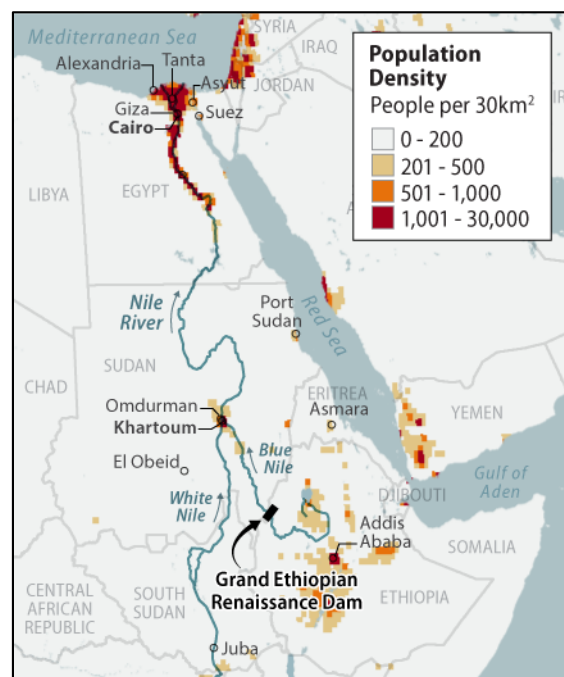 SYRIA
Mediterranean Sea
IRAQ
Alexandria
Tanta
Asyut
JORDAN
Giza
Suez
Cairo
LIBYA
EGYPT
Population
Density
People per 30km²
0 - 200
201 - 500
501 - 1,000
1,001 - 30,000
Nile
River
Port
Sudan
Red Sea
SUDAN
CHAD
ERITREA
Asmara
YEMEN
Omdurman
Khartoum
El Obeid
Blue
Nile
White
Nile
Gulf of
Aden
DJIBOUTI
Addis
Ababa
SOMALIA
Grand Ethiopian
Renaissance Dam
ETHIOPIA
CENTRAL
AFRICAN
REPUBLIC
SOUTH
SUDAN
Juba